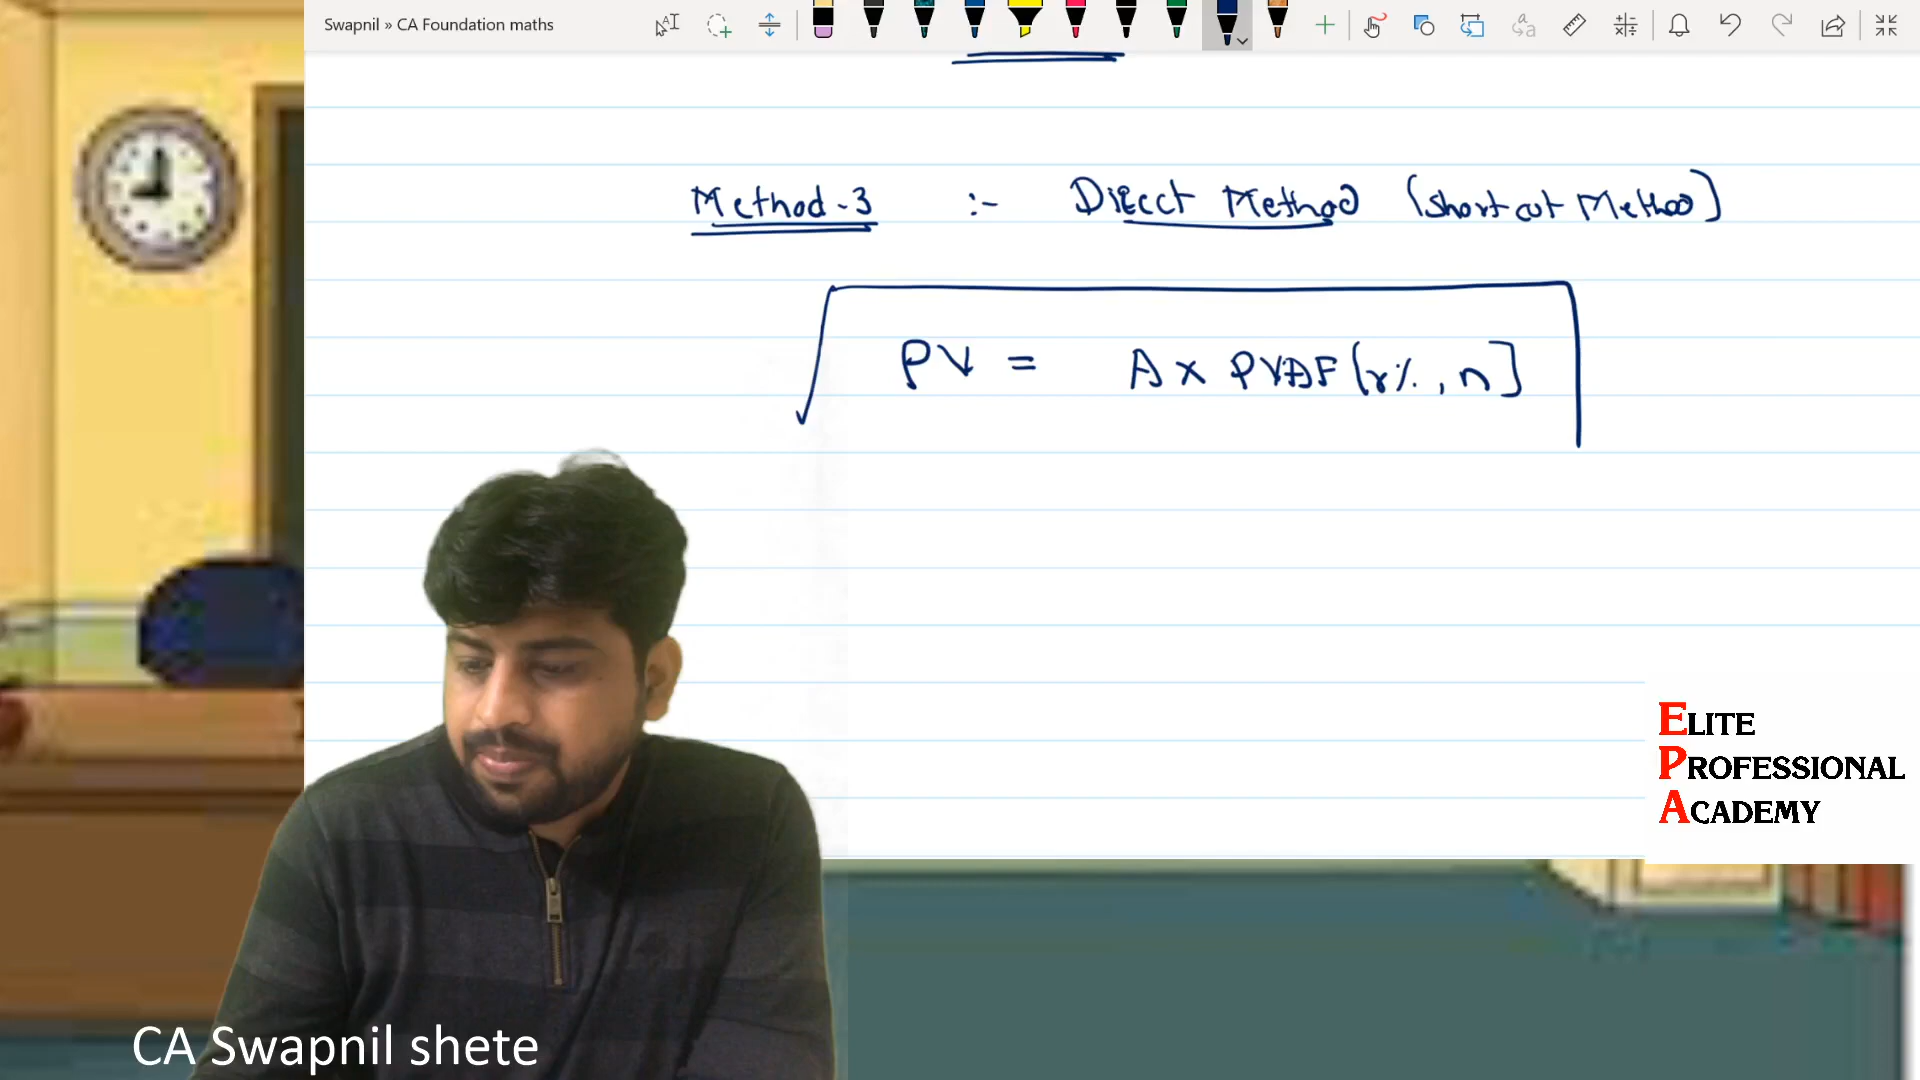 Swapnil » CA Foundation maths
Method-3 :- Direct Method (Short cut Method)
PV = A x PVAF(r%, n)
ELITE
PROFESSIONAL
ACADEMY
CA Swapnil shete